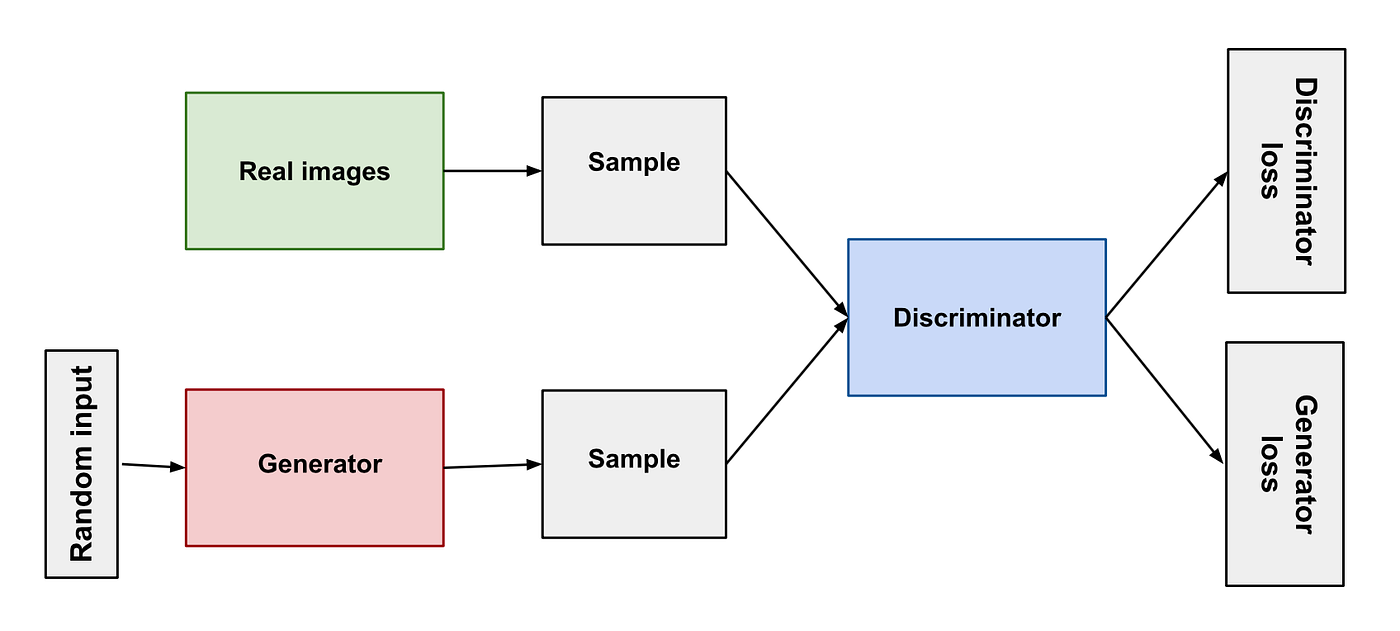 Real images
Sample
Discriminator
loss
Discriminator
Random input
Generator
Sample
Generator
loss